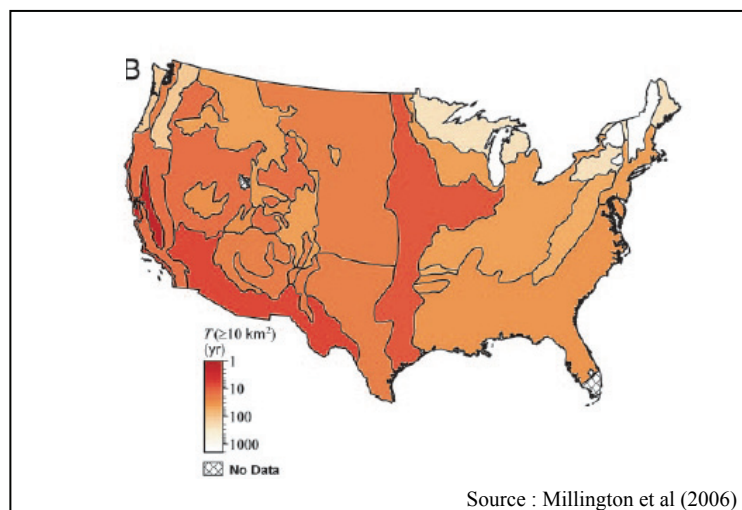 B
T(≥10 km²)
(yr)
1
10
100
1000
No Data
Source : Millington et al (2006)